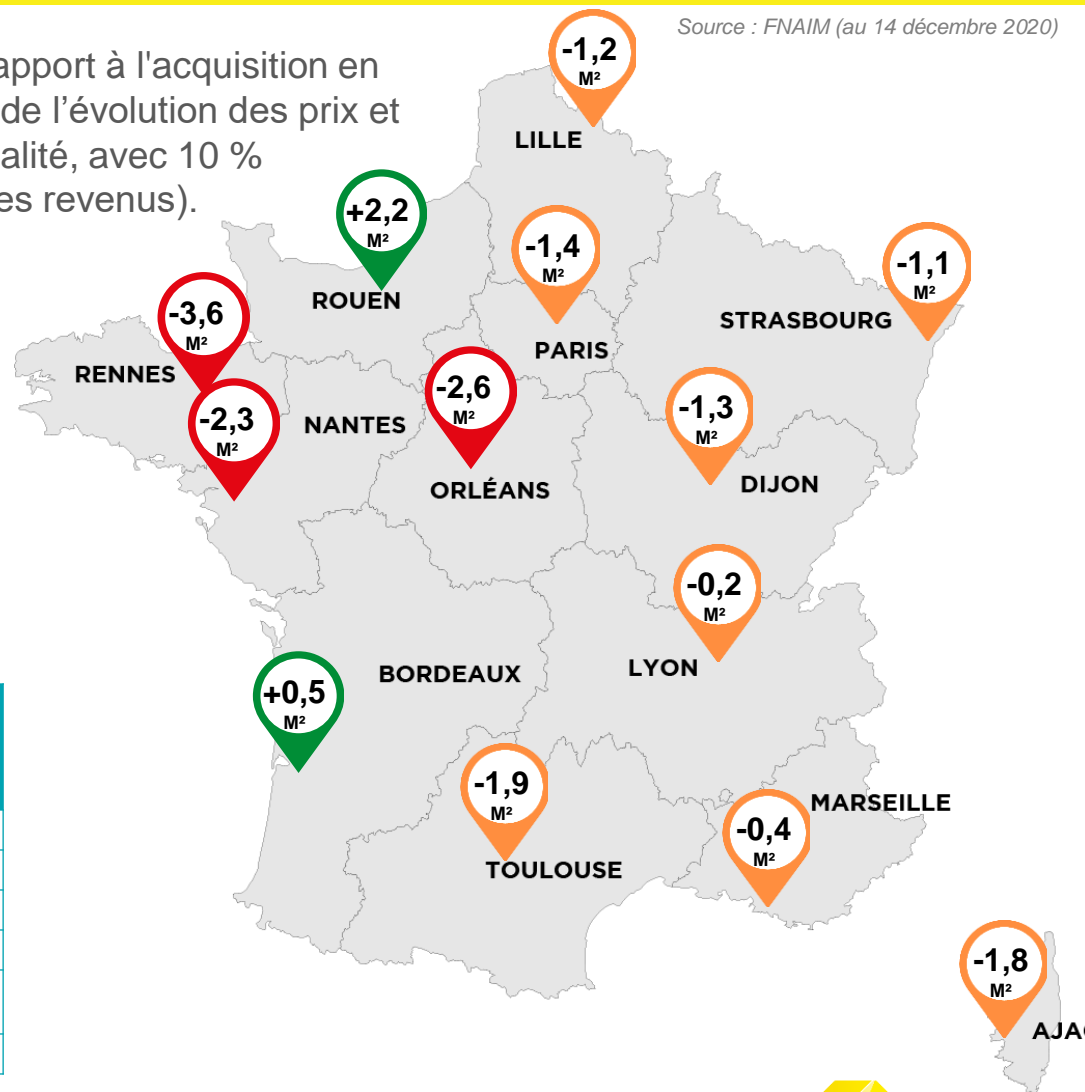 Source : FNAIM (au 14 décembre 2020)
apport à l'acquisition en
de l'évolution des prix et
alité, avec 10 %
es revenus).
-1,2
M²
LILLE
+2,2
M²
ROUEN
-1,4
M²
PARIS
-1,1
M²
STRASBOURG
-3,6
M²
RENNES
-2,3
M²
NANTES
-2,6
M²
ORLÉANS
-1,3
M²
DIJON
-0,2
M²
LYON
+0,5
M²
BORDEAUX
-1,9
M²
TOULOUSE
-0,4
M²
MARSEILLE
-1,8
M²
AJA